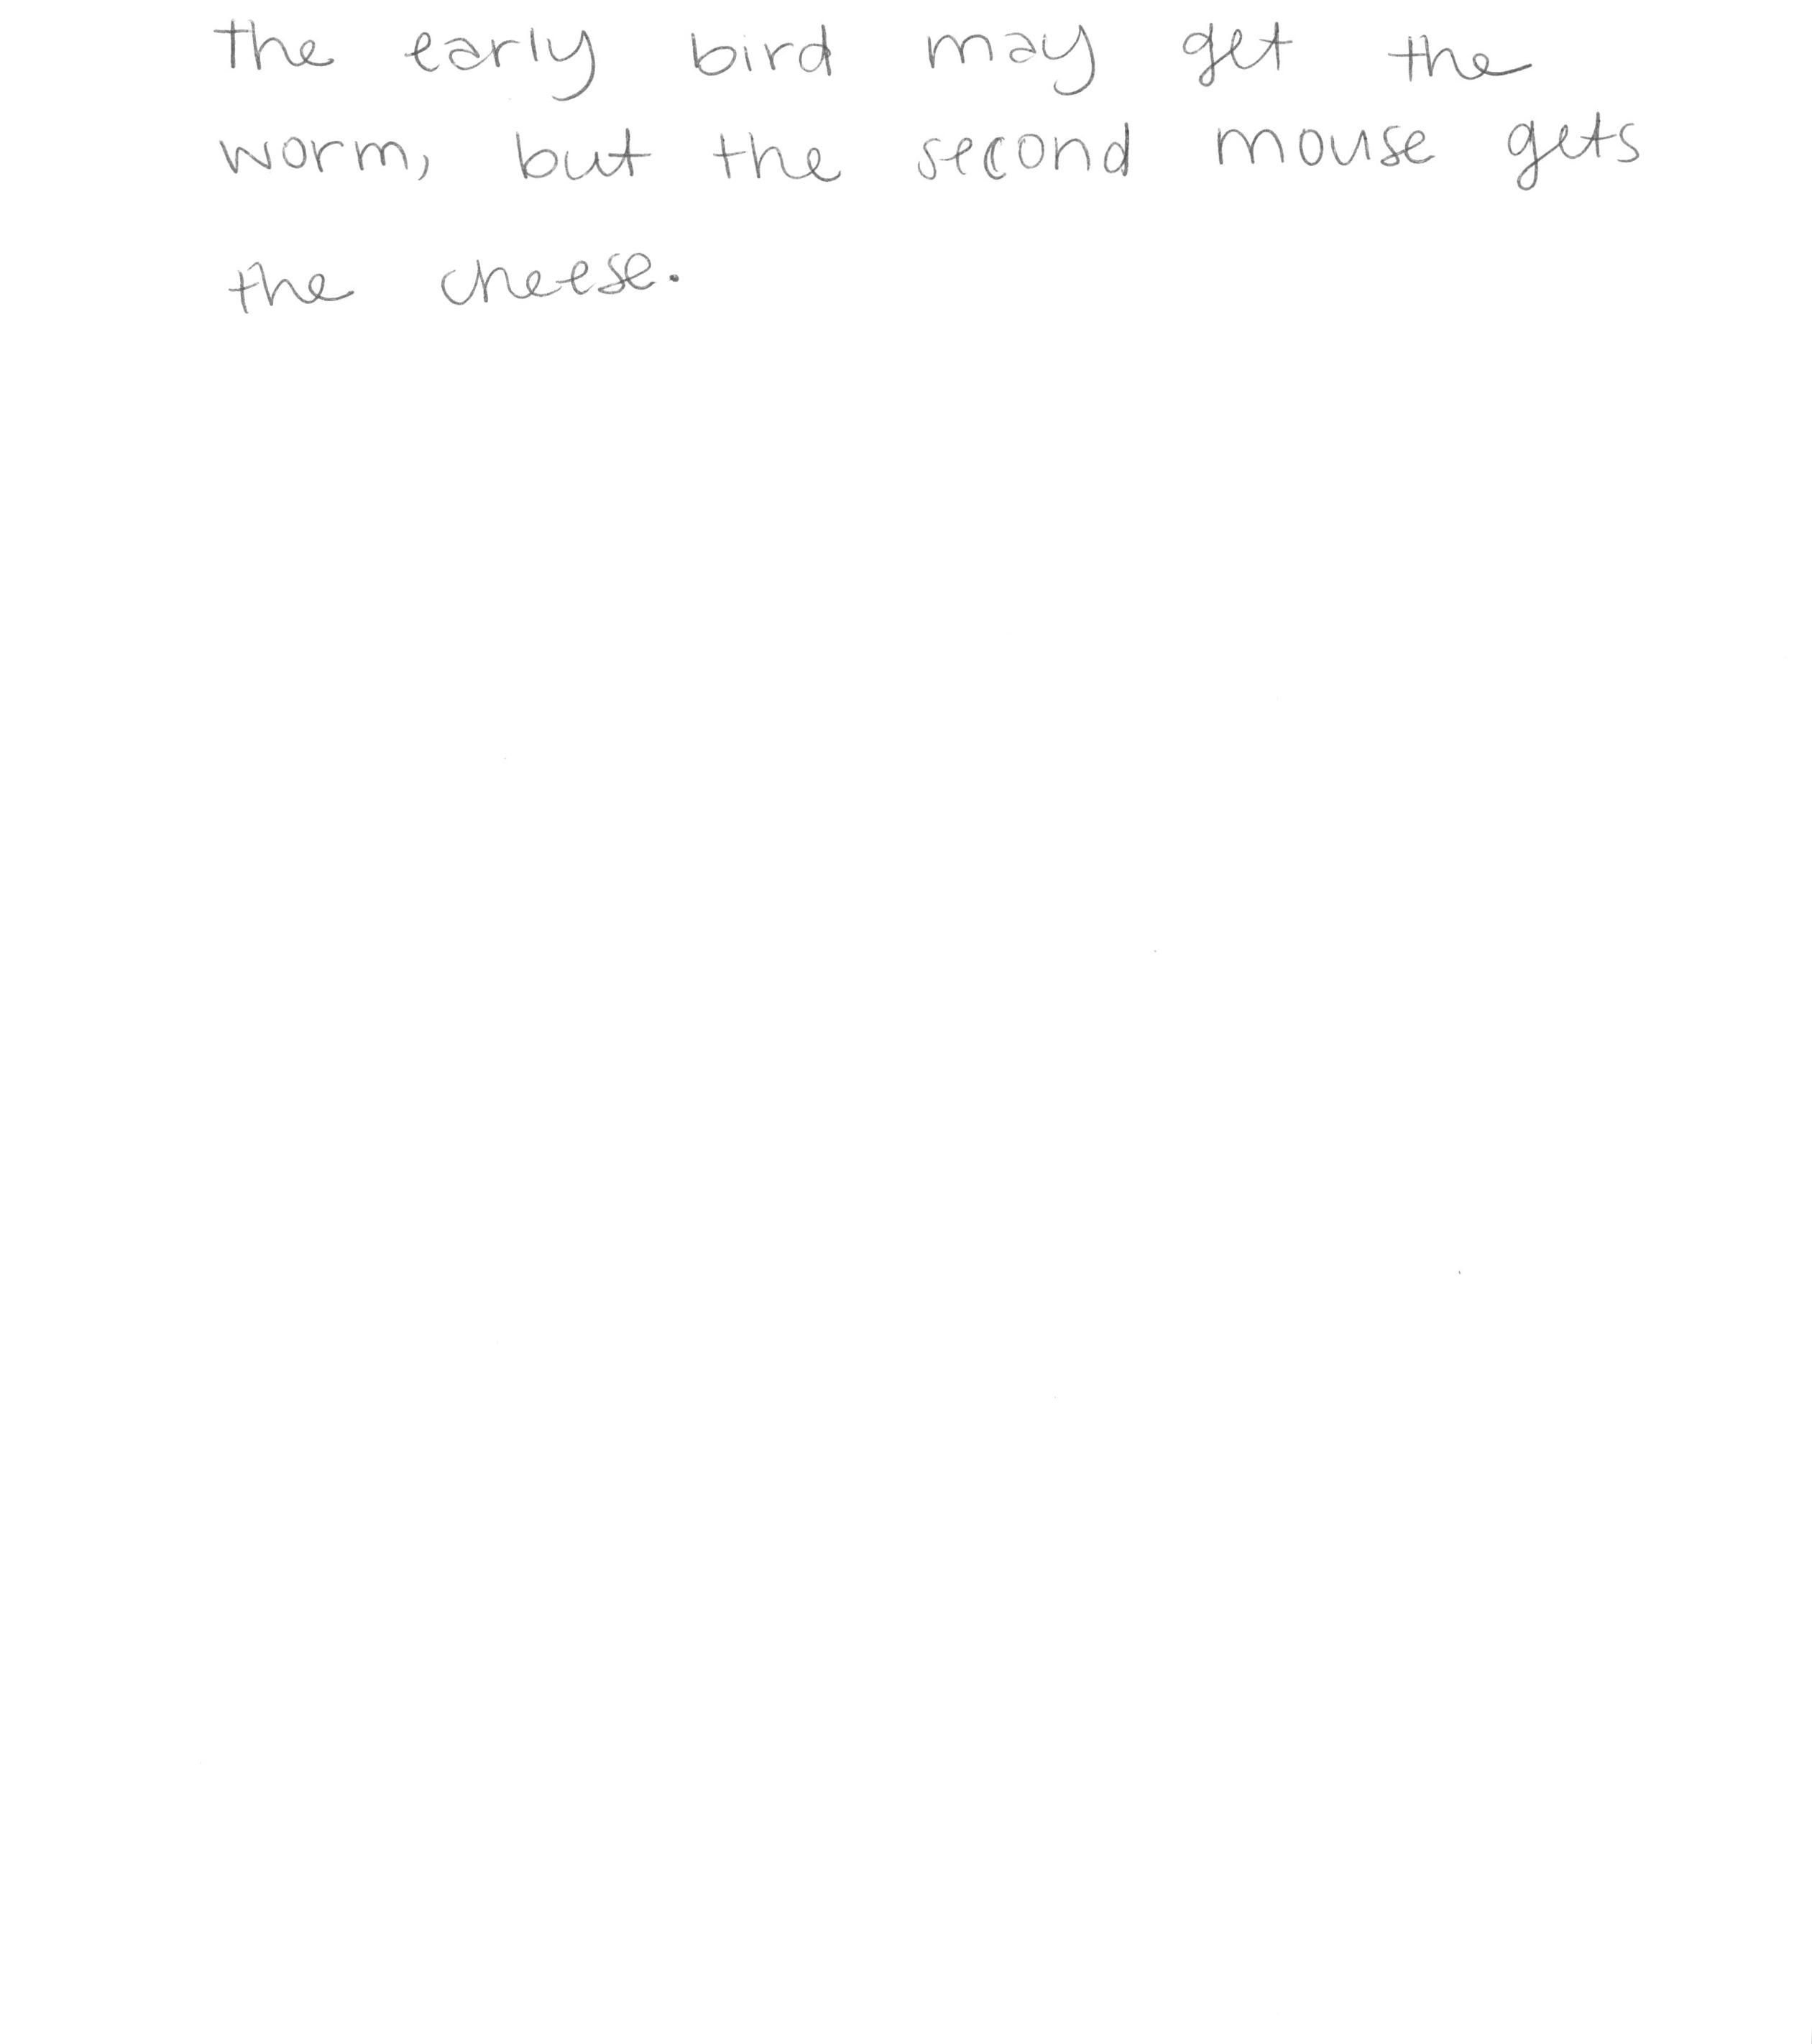 The early bird may get the
worm, but the second mouse gets
the cheese.